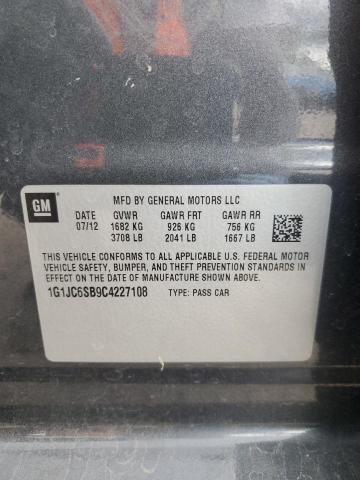 GM
MFD BY GENERAL MOTORS LLC
07/12 GVWR GAWR FRT GAWR RR
1682 KG 926 KG 756 KG
3708 LB 2041 LB 1667 LB
THIS VEHICLE CONFORMS TO ALL APPLICABLE U.S. FEDERAL MOTOR
VEHICLE SAFETY, BUMPER, AND THEFT PREVENTION STANDARDS
IN EFFECT ON THE DATE OF MANUFACTURE SHOWN ABOVE.
1G1JC6SB9C4227108 TYPE: PASS CAR